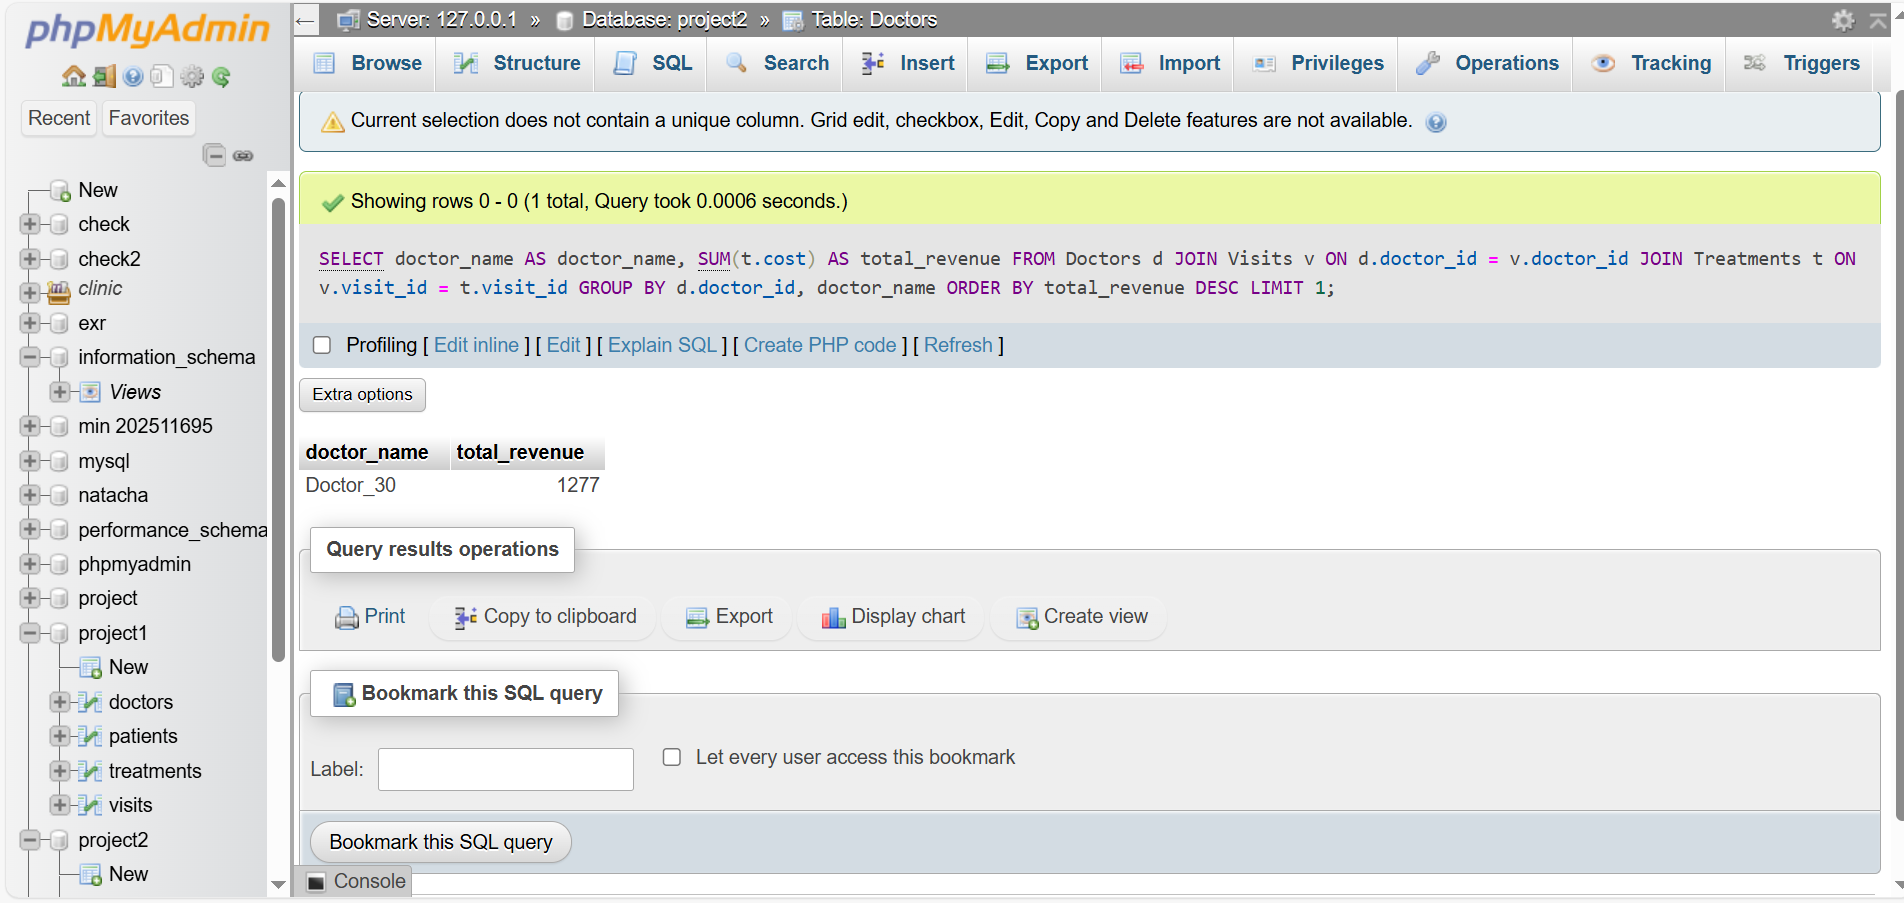 phpMyAdmin
Recent Favorites
New
check
check2
clinic
exr
information_schema
Views
min 202511695
mysql
natacha
performance_schema
phpmyadmin
project
project1
New
doctors
patients
treatments
visits
project2
New
Server: 127.0.0.1 » Database: project2 » Table: Doctors
Browse Structure SQL Search Insert Export Import Privileges Operations Tracking Triggers
Current selection does not contain a unique column. Grid edit, checkbox, Edit, Copy and Delete features are not available.
Showing rows 0 - 0 (1 total, Query took 0.0006 seconds.)
SELECT doctor_name AS doctor_name, SUM(t.cost) AS total_revenue FROM Doctors d JOIN Visits v ON d.doctor_id = v.doctor_id JOIN Treatments t ON
v.visit_id = t.visit_id GROUP BY d.doctor_id, doctor_name ORDER BY total_revenue DESC LIMIT 1;
Profiling [ Edit inline ] [ Edit ] [ Explain SQL ] [ Create PHP code ] [ Refresh ]
Extra options
doctor_name total_revenue
Doctor_30 1277
Query results operations
Print Copy to clipboard Export Display chart Create view
Bookmark this SQL query
Label: Let every user access this bookmark
Bookmark this SQL query
Console